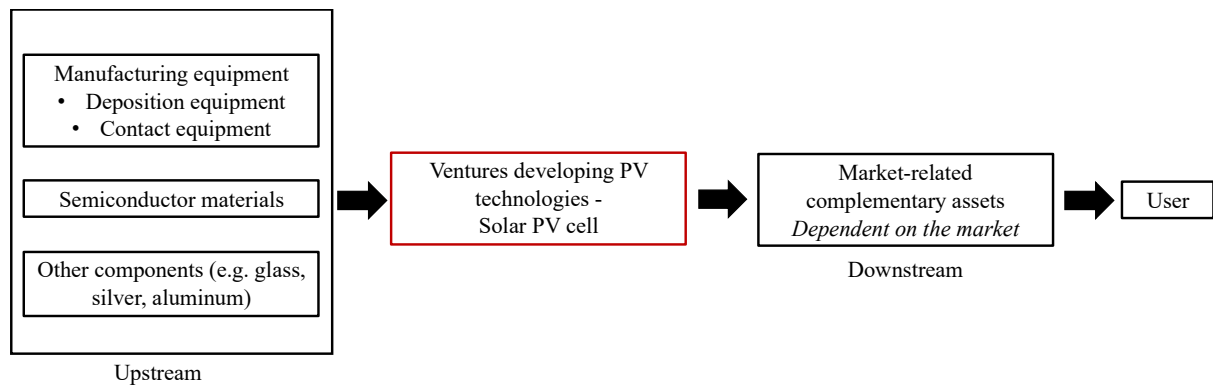 Manufacturing equipment
• Deposition equipment
• Contact equipment
Semiconductor materials
Other components (e.g. glass,
silver, aluminum)
Upstream
Ventures developing PV
technologies -
Solar PV cell
Market-related
complementary assets
Dependent on the market
Downstream
User